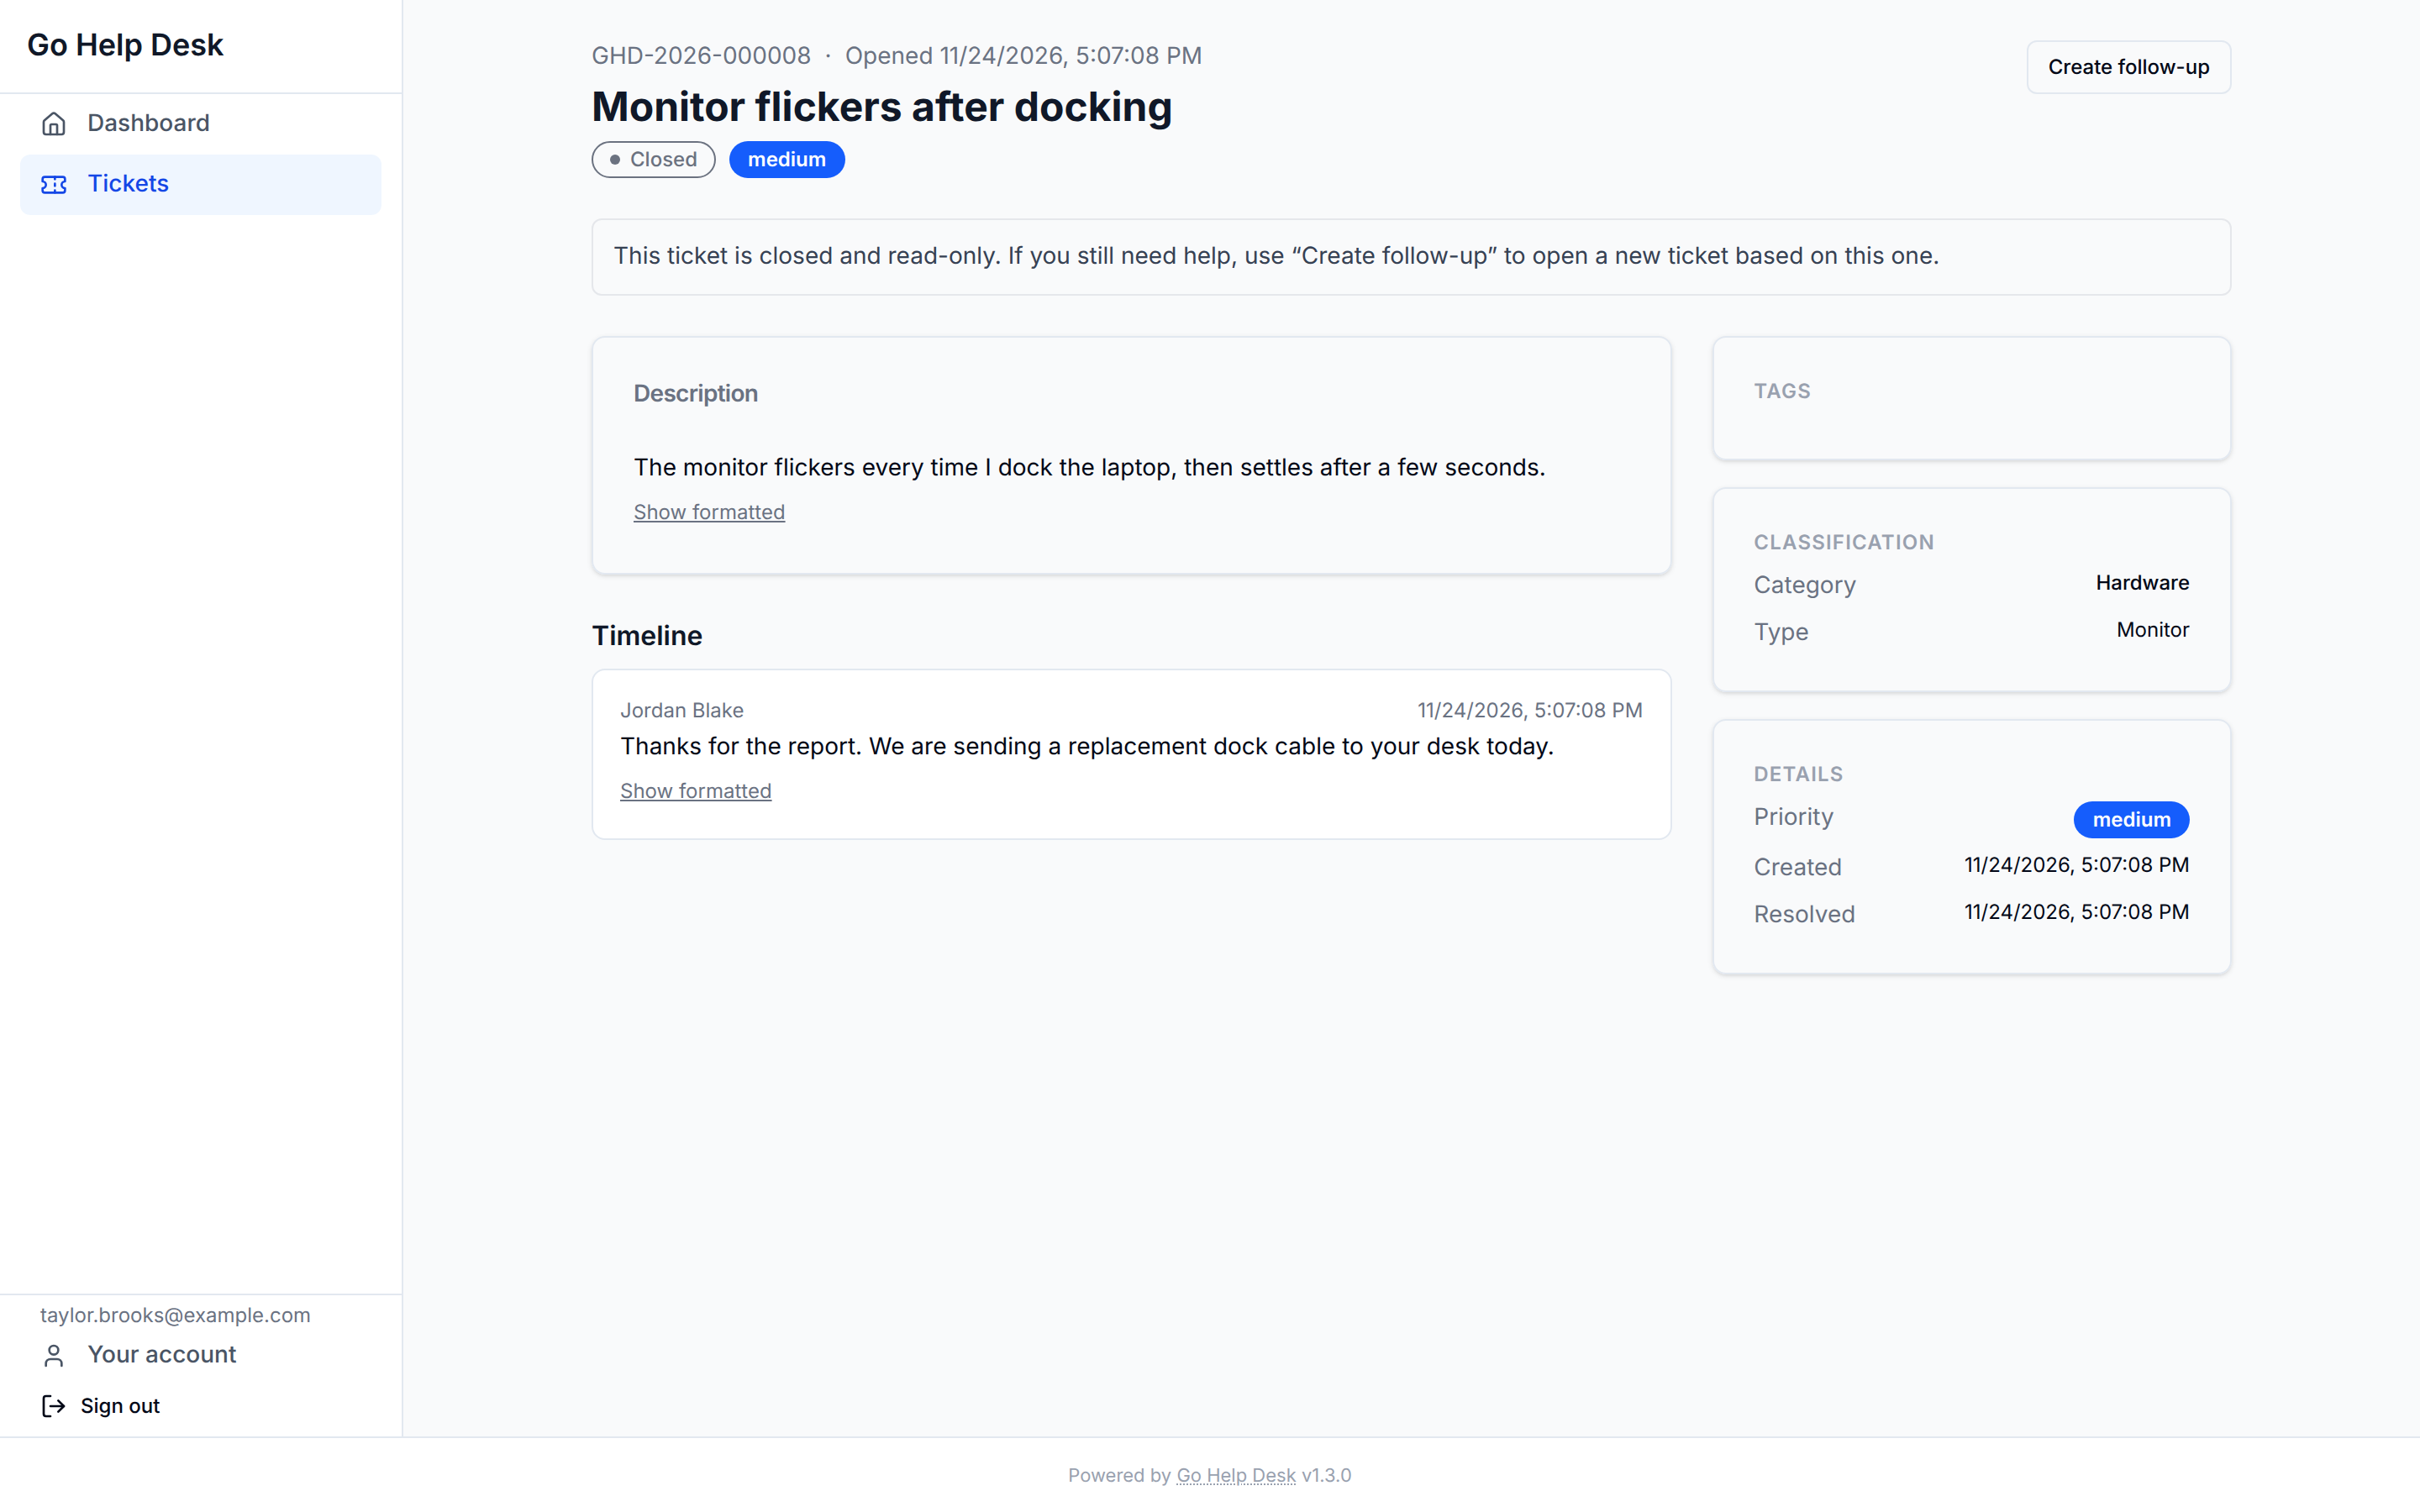 Go Help Desk
Dashboard
Tickets
taylor.brooks@example.com
Your account
Sign out
GHD-2026-000008 · Opened 11/24/2026, 5:07:08 PM
Create follow-up
Monitor flickers after docking
Closed
medium
This ticket is closed and read-only. If you still need help, use “Create follow-up” to open a new ticket based on this one.
Description
The monitor flickers every time I dock the laptop, then settles after a few seconds.
Show formatted
Timeline
Jordan Blake 11/24/2026, 5:07:08 PM
Thanks for the report. We are sending a replacement dock cable to your desk today.
Show formatted
TAGS
CLASSIFICATION
Category Hardware
Type Monitor
DETAILS
Priority medium
Created 11/24/2026, 5:07:08 PM
Resolved 11/24/2026, 5:07:08 PM
Powered by Go Help Desk v1.3.0